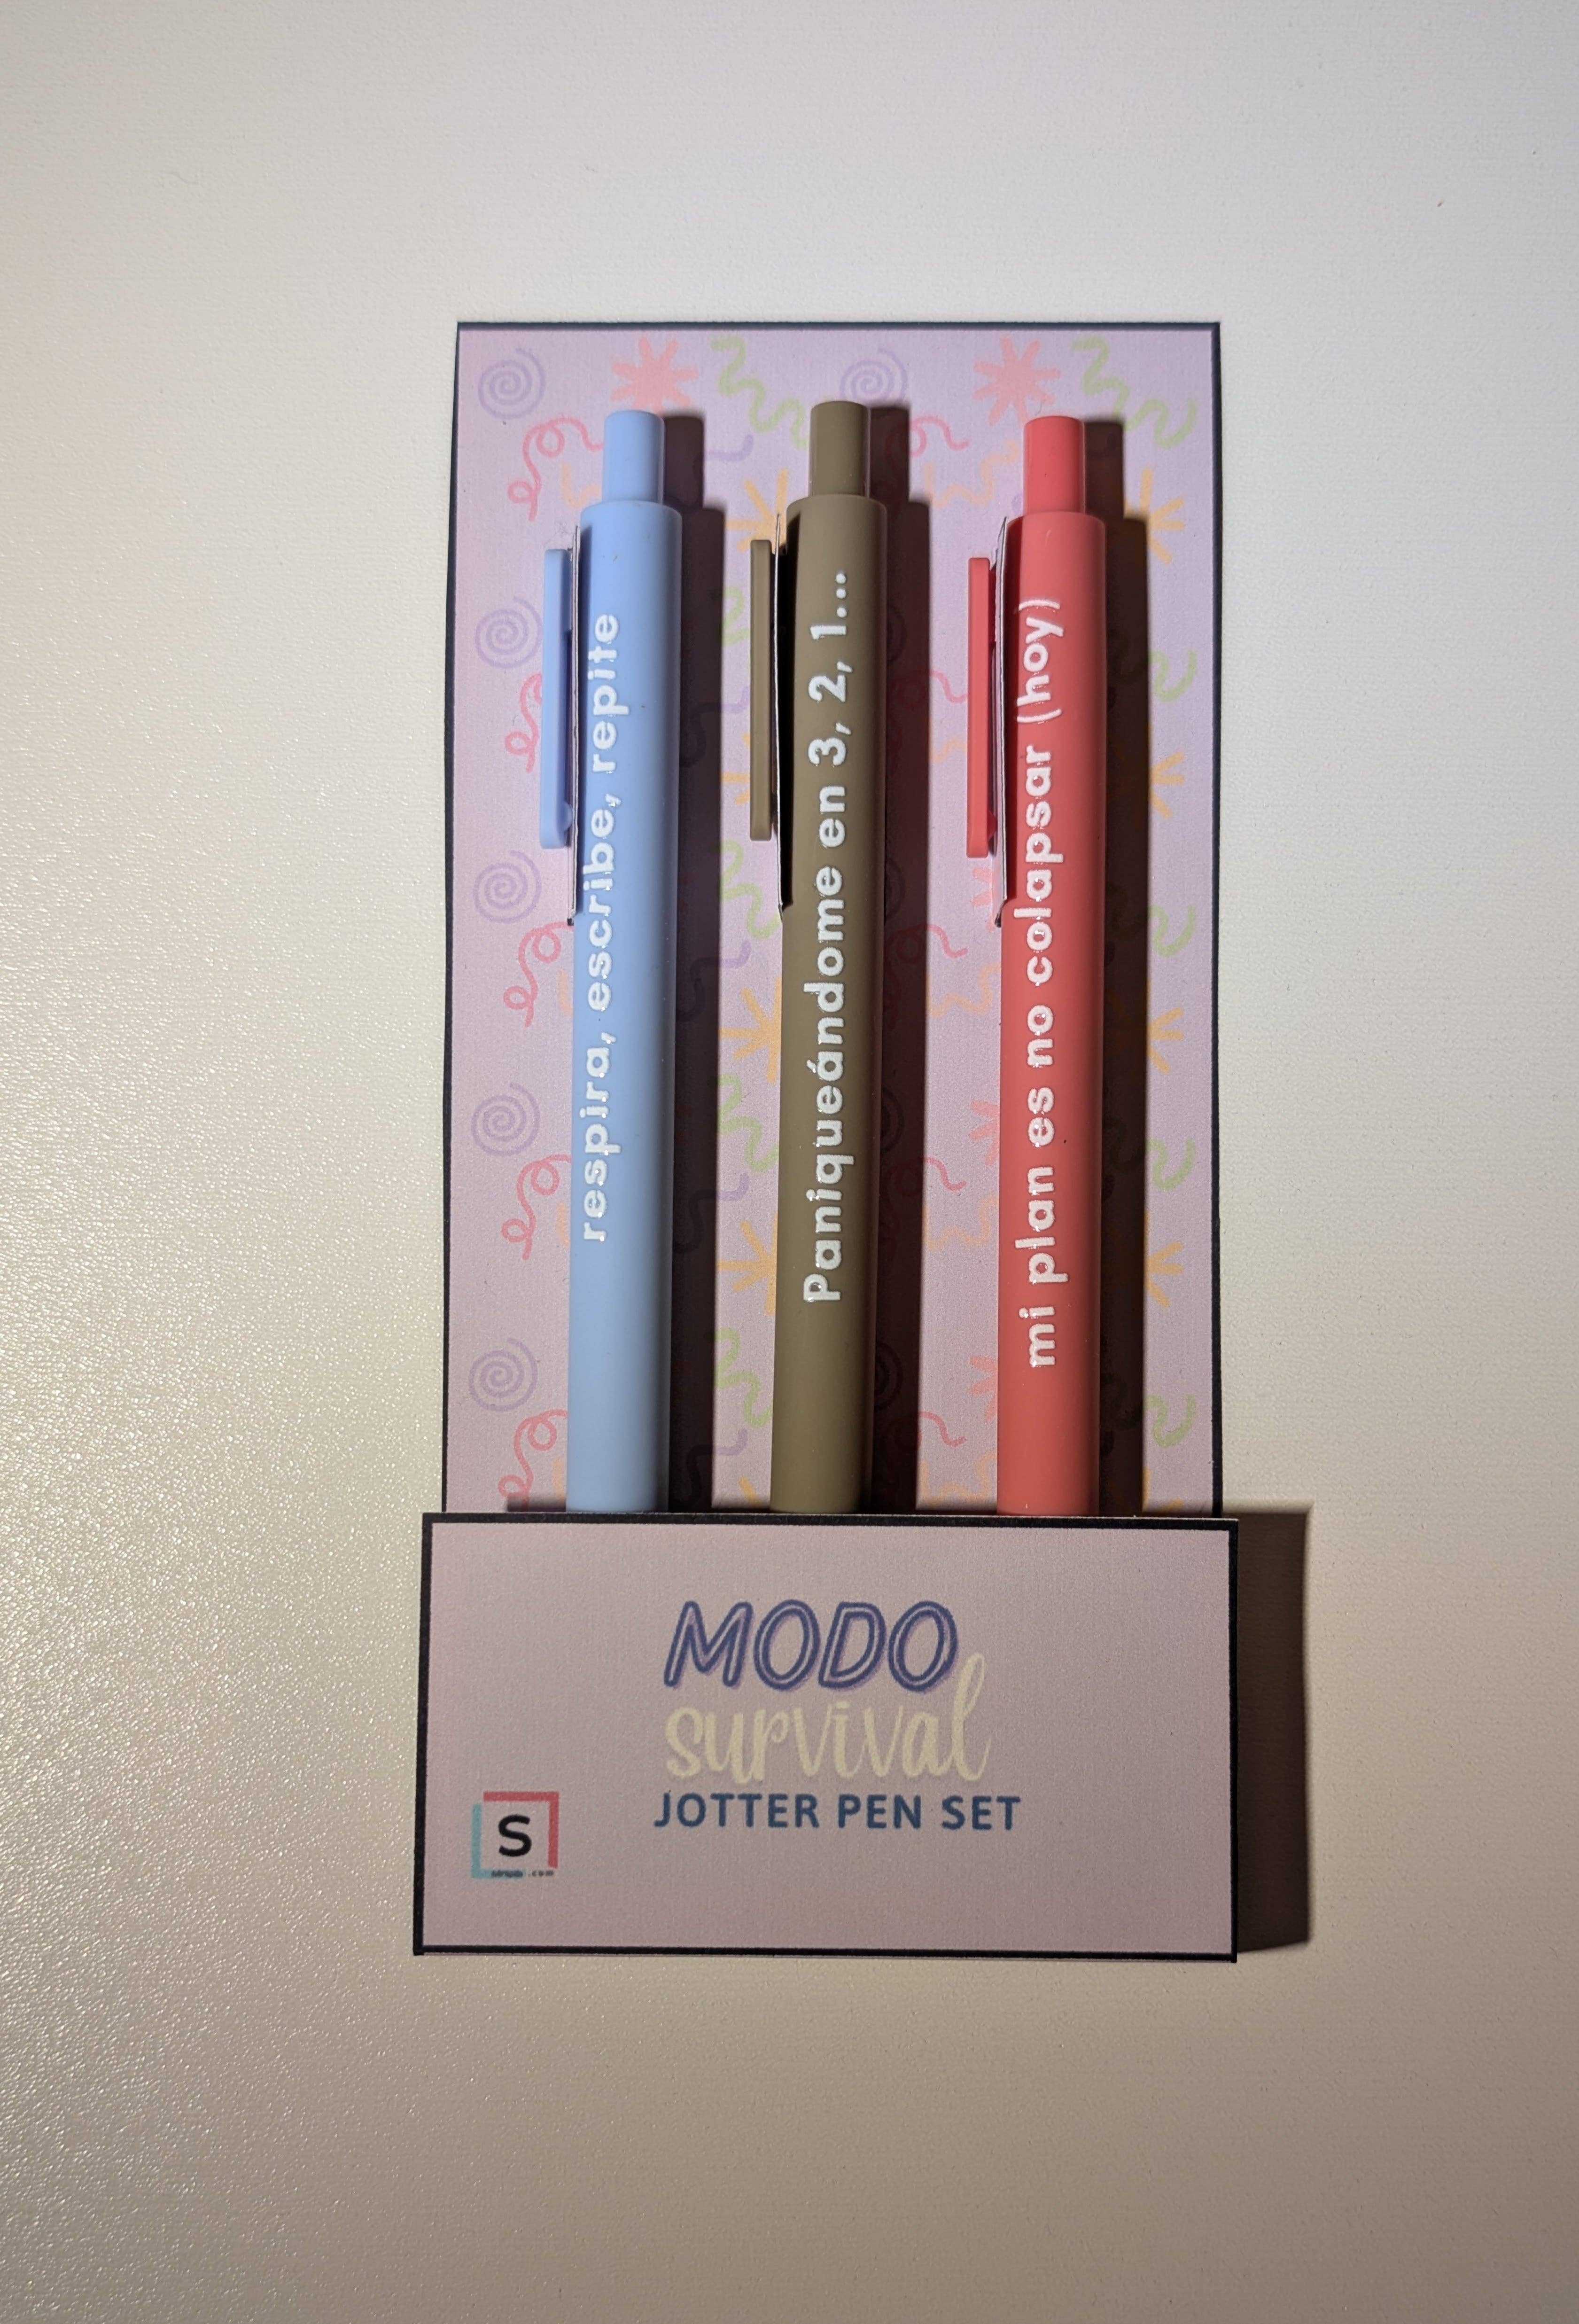 respira, escribe, repite
Paniqueándome en 3, 2, 1...
mi plan es no colapsar (hoy)
MODO
survival
JOTTER PEN SET
S
.com